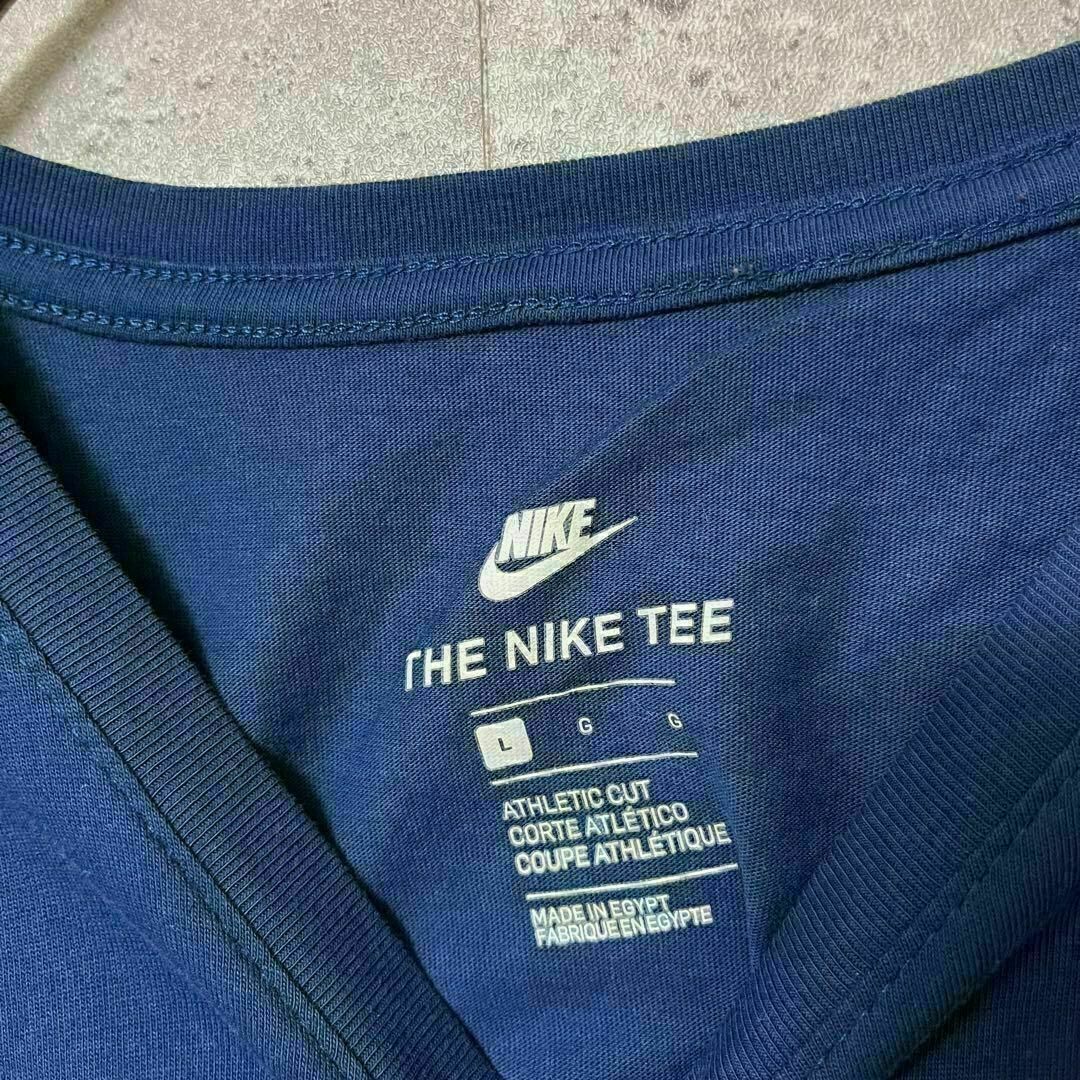 NIKE
THE NIKE TEE
L G G
ATHLETIC CUT
CORTE ATLÉTICO
COUPE ATHLÉTIQUE
MADE IN EGYPT
FABRIQUE EN EGYPTE